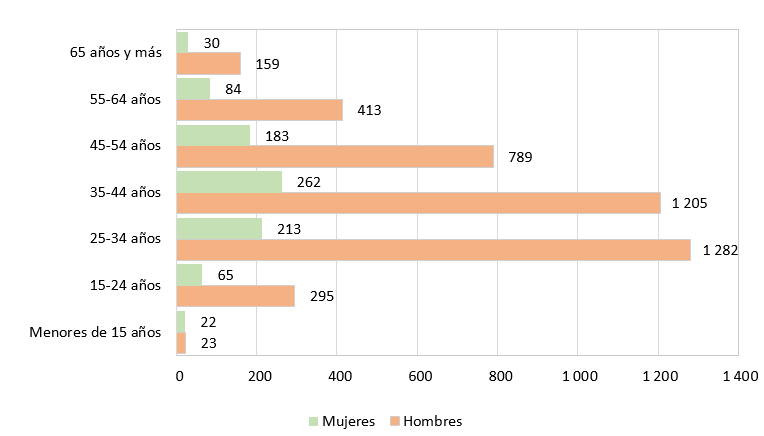 65 años y más
30
159
55-64 años
84
413
45-54 años
183
789
35-44 años
262
1 205
25-34 años
213
1 282
15-24 años
65
295
Menores de 15 años
22
23
0 200 400 600 800 1 000 1 200 1 400
Mujeres Hombres